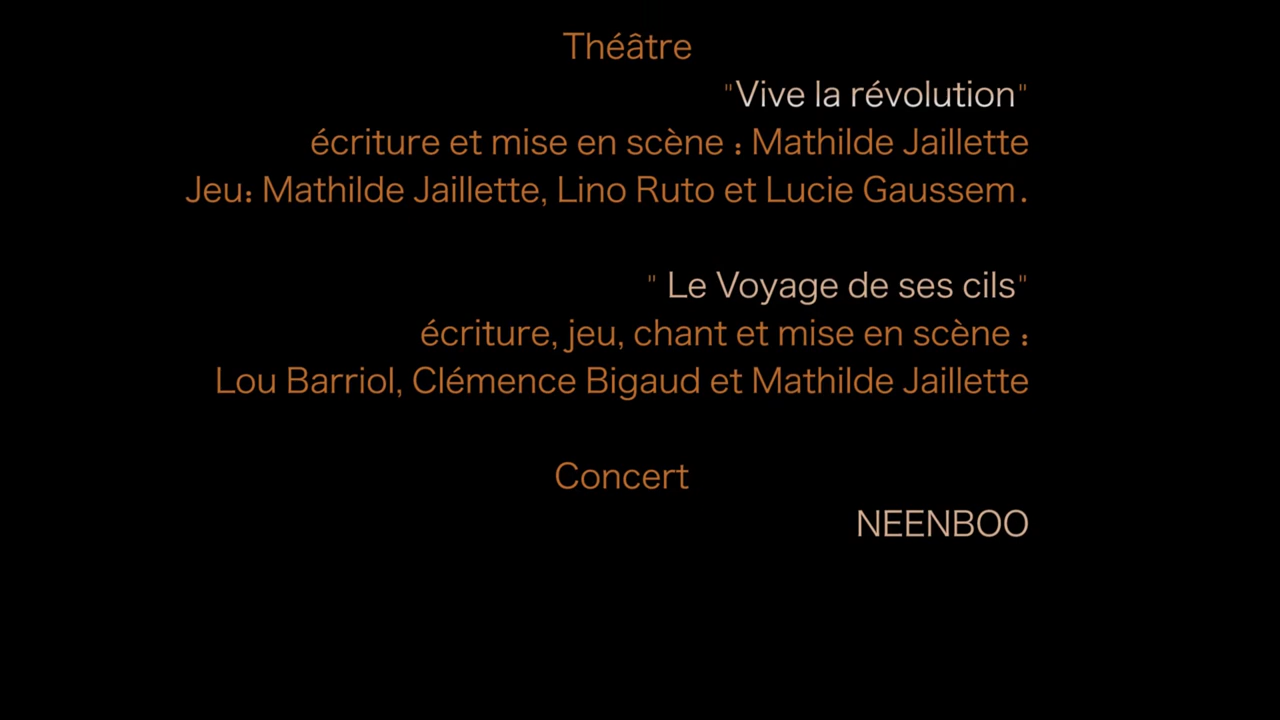 Théâtre
"Vive la révolution"
écriture et mise en scène : Mathilde Jaillette
Jeu: Mathilde Jaillette, Lino Ruto et Lucie Gaussem.
" Le Voyage de ses cils"
écriture, jeu, chant et mise en scène :
Lou Barriol, Clémence Bigaud et Mathilde Jaillette
Concert
NEENBOO